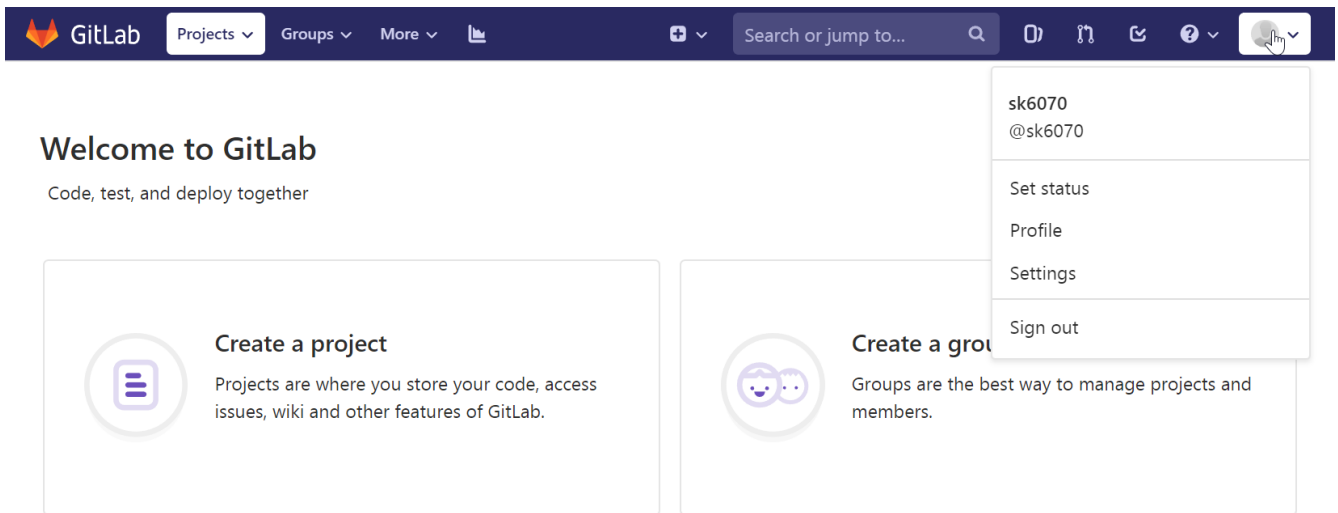 GitLab Projects Groups More Search or jump to...
sk6070
@sk6070
Welcome to GitLab
Code, test, and deploy together
Set status
Profile
Settings
Sign out
Create a project
Projects are where you store your code, access
issues, wiki and other features of GitLab.
Create a grou
Groups are the best way to manage projects and
members.